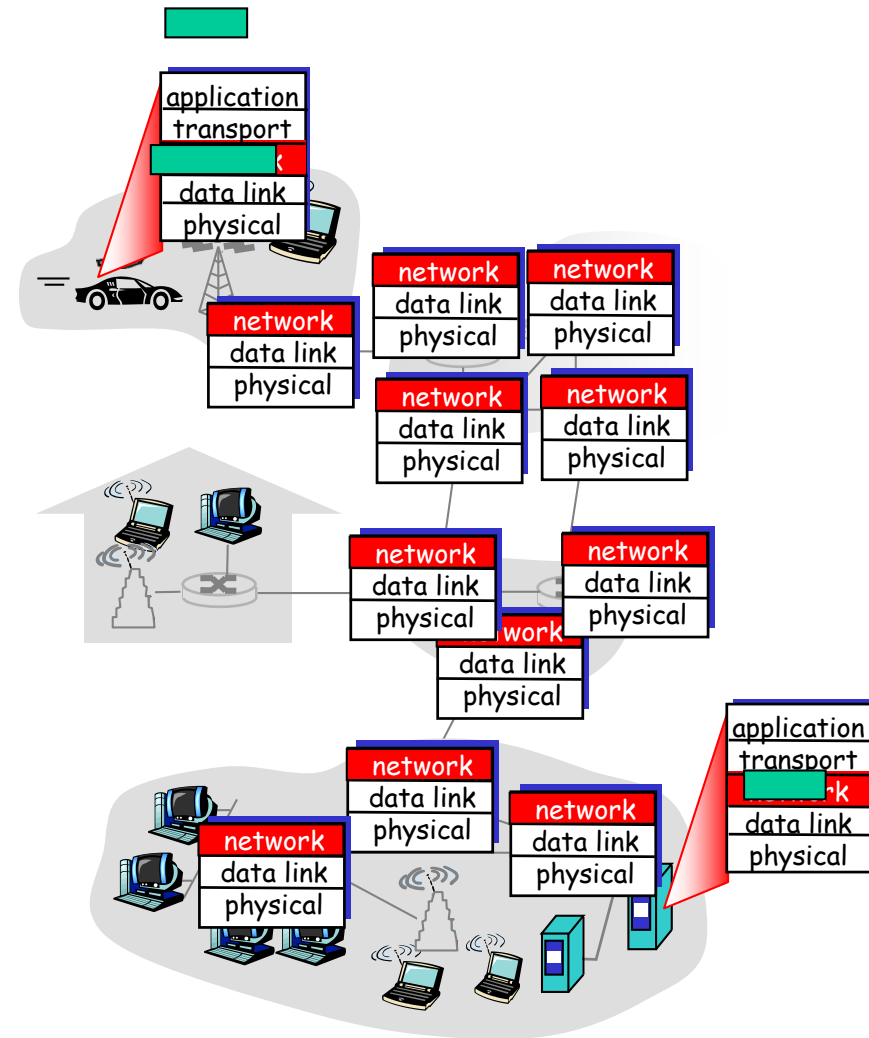 application
transport
k
data link
physical
network
data link
physical
network
data link
physical
network
data link
physical
network
data link
physical
network
data link
physical
network
data link
physical
network
data link
physical
work
data link
physical
application
transport
rk
data link
physical
network
data link
physical
network
data link
physical
network
data link
physical